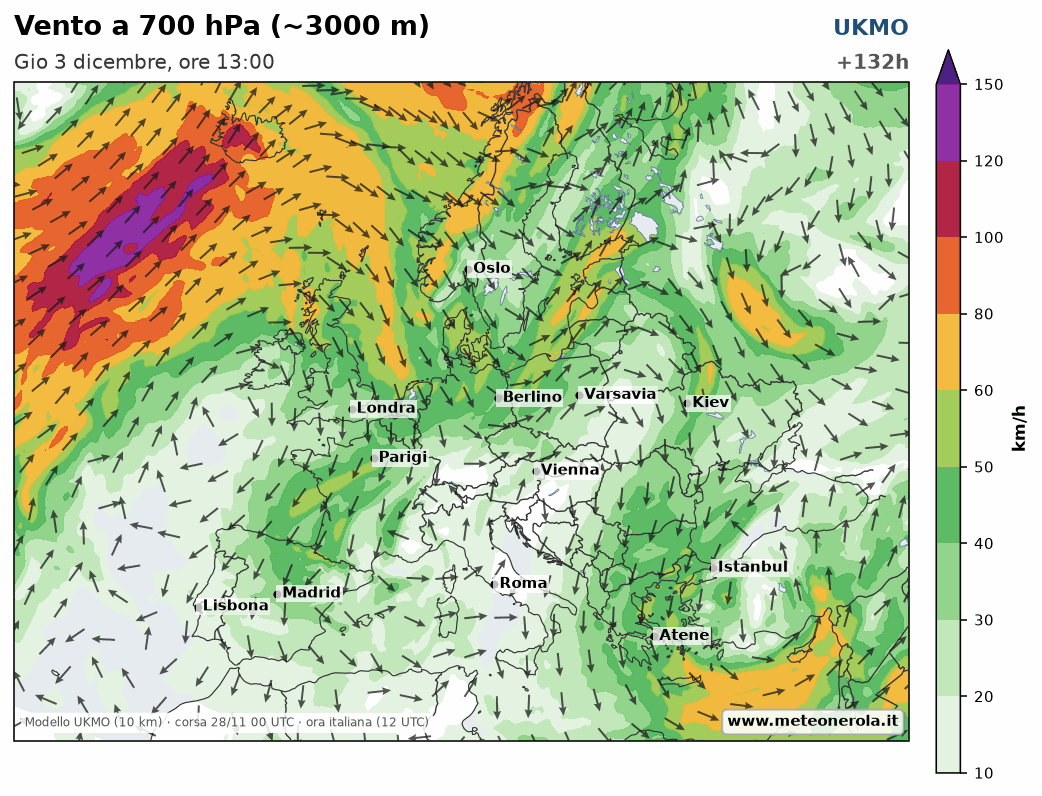 Vento a 700 hPa (~3000 m)
UKMO
Gio 3 dicembre, ore 13:00
+132h
150
120
100
80
60
50
40
30
20
10
km/h
Oslo
Londra
Berlino
Varsavia
Kiev
Parigi
Vienna
Istanbul
Roma
Madrid
Lisbona
Atene
Modello UKMO (10 km) · corsa 28/11 00 UTC · ora italiana (12 UTC)
www.meteonerola.it